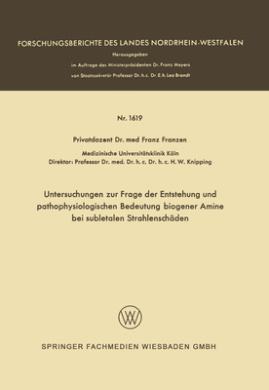 FORSCHUNGSBERICHTE DES LANDES NORDRHEIN-WESTFALEN
Herausgegeben
im Auftrage des Ministerpräsidenten Dr. Franz Meyers
von Staatssekretär Professor Dr. h. c. Dr. E. h. Leo Brandt
Nr. 1619
Privatdozent Dr. med Franz Franzen
Medizinische Universitätsklinik Köln
Direktor: Professor Dr. med. Dr. h. c. Dr. h. c. H. W. Knipping
Untersuchungen zur Frage der Entstehung und
pathophysiologischen Bedeutung biogener Amine
bei subletalen Strahlenschäden
SPRINGER FACHMEDIEN WIESBADEN GMBH